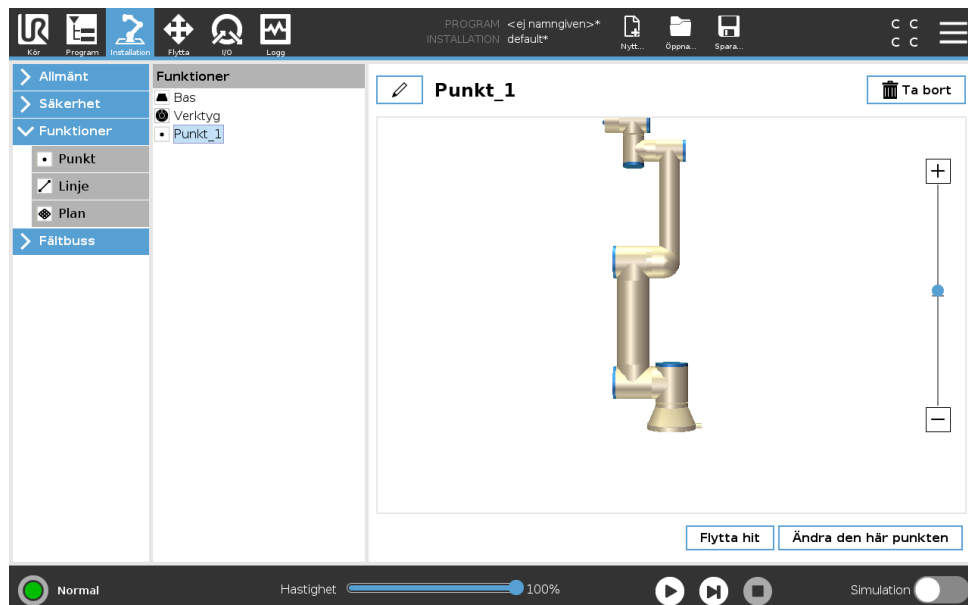 UR
Kör
Program
Installation
Flytta
I/O
Logg
PROGRAM <ej namngiven>*
INSTALLATION default*
Nytt...
Öppna...
Spara...
C C
C C
Allmänt
Säkerhet
Funktioner
Punkt
Linje
Plan
Fältbuss
Funktioner
Bas
Verktyg
Punkt_1
Punkt_1
Ta bort
Flytta hit
Ändra den här punkten
Normal
Hastighet
100%
Simulation